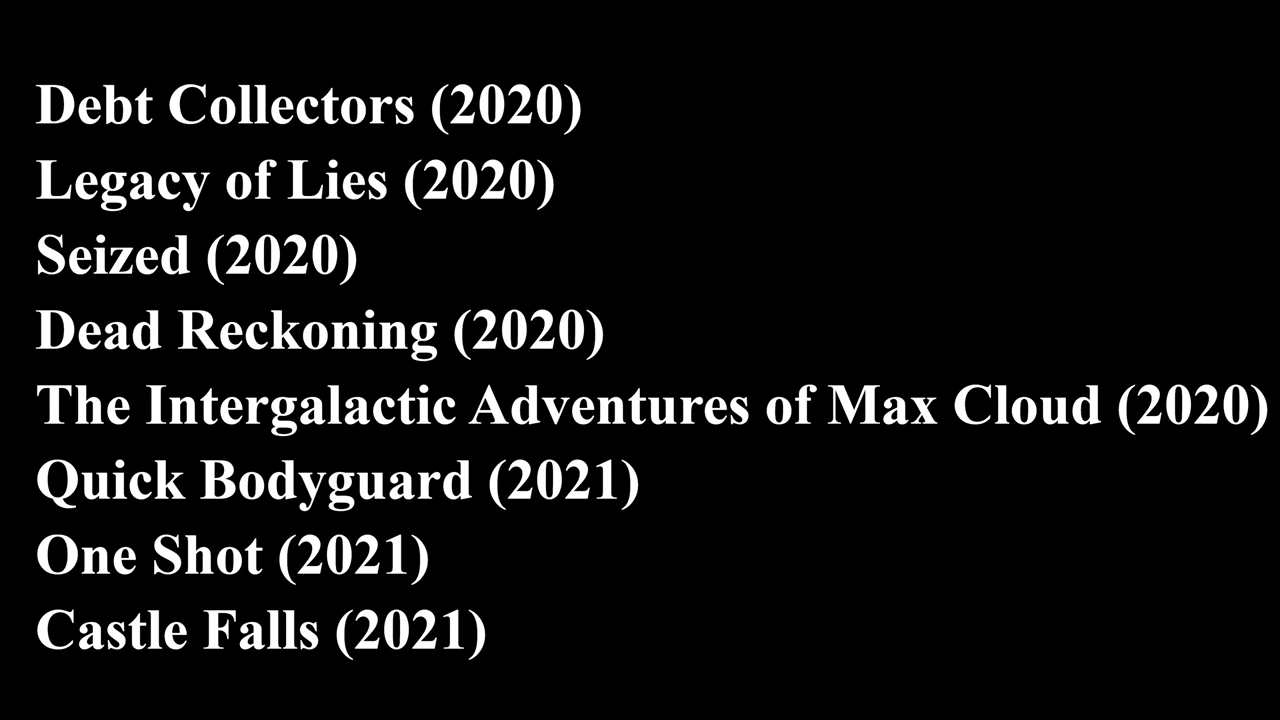 Debt Collectors (2020)
Legacy of Lies (2020)
Seized (2020)
Dead Reckoning (2020)
The Intergalactic Adventures of Max Cloud (2020)
Quick Bodyguard (2021)
One Shot (2021)
Castle Falls (2021)